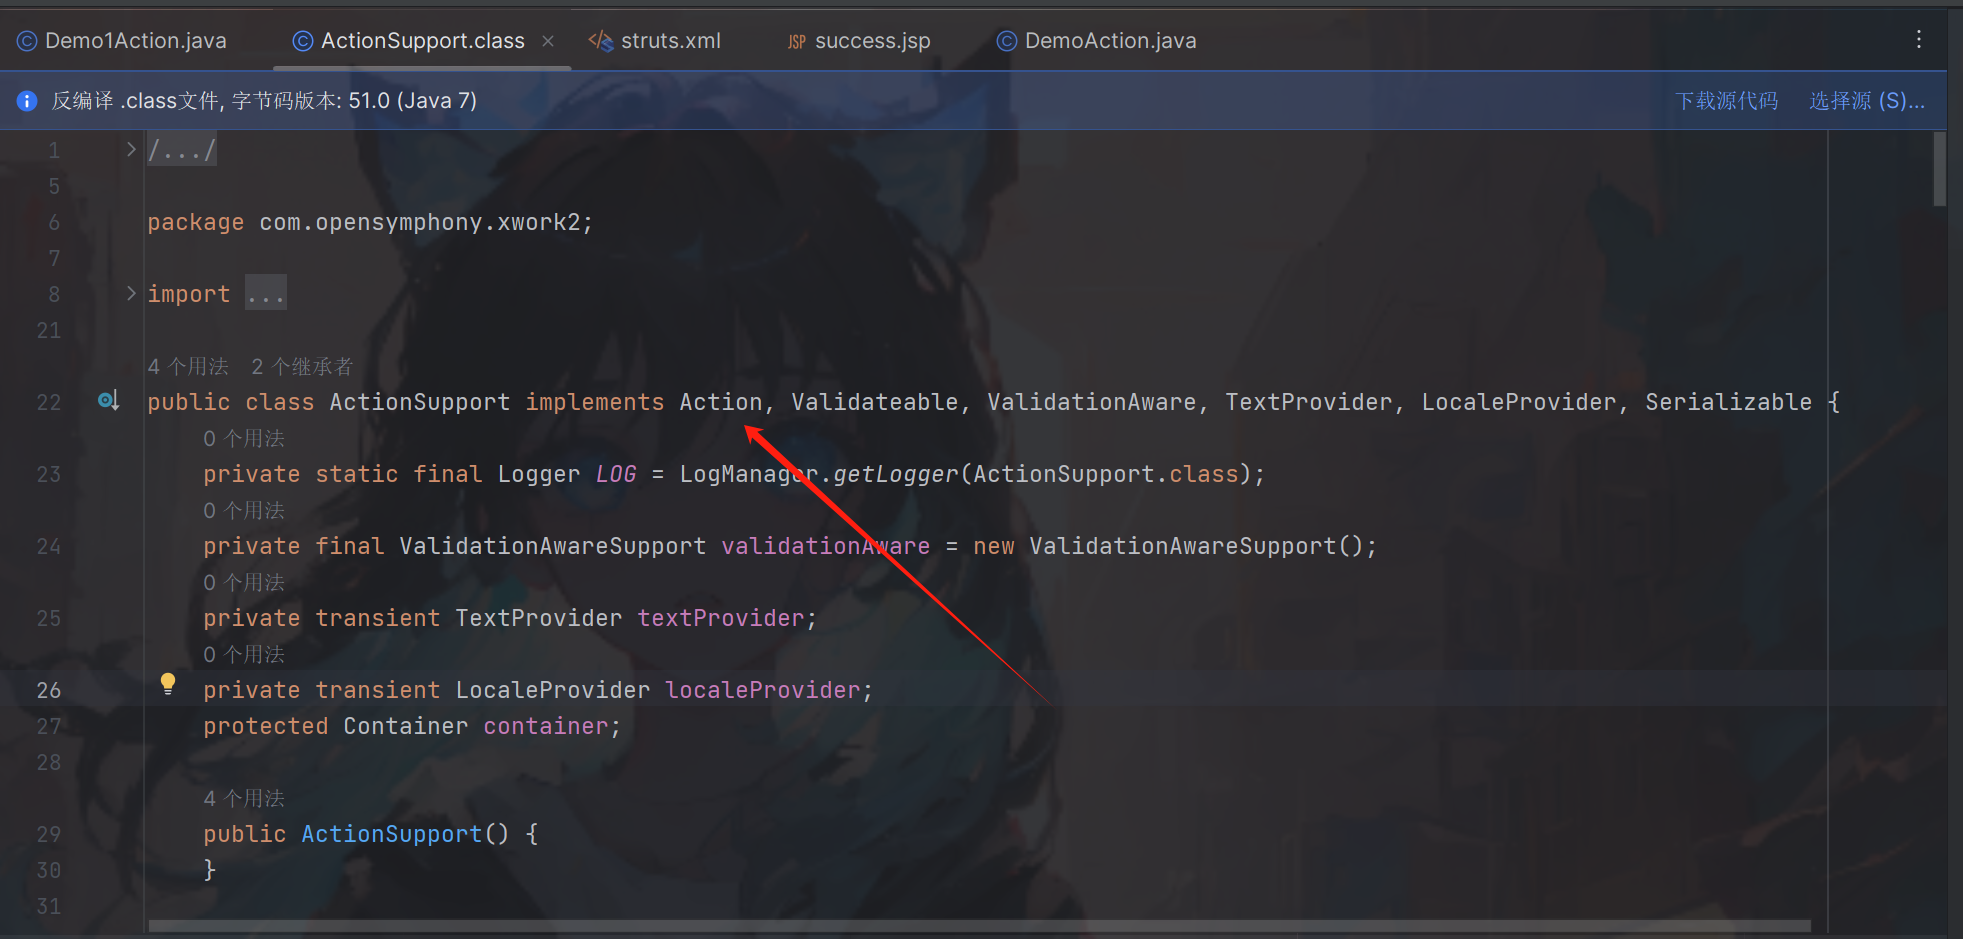 Demo1Action.java ActionSupport.class struts.xml JSP success.jsp DemoAction.java
反编译 .class文件, 字节码版本: 51.0 (Java 7) 下载源代码 选择源 (S)...
1 /.../
5
6 package com.opensymphony.xwork2;
7
8 import ...
21
4 个用法 2 个继承者
22 public class ActionSupport implements Action, Validateable, ValidationAware, TextProvider, LocaleProvider, Serializable {
0 个用法
23 private static final Logger LOG = LogManager.getLogger(ActionSupport.class);
0 个用法
24 private final ValidationAwareSupport validationAware = new ValidationAwareSupport();
0 个用法
25 private transient TextProvider textProvider;
0 个用法
26 private transient LocaleProvider localeProvider;
27 protected Container container;
28
4 个用法
29 public ActionSupport() {
30 }
31